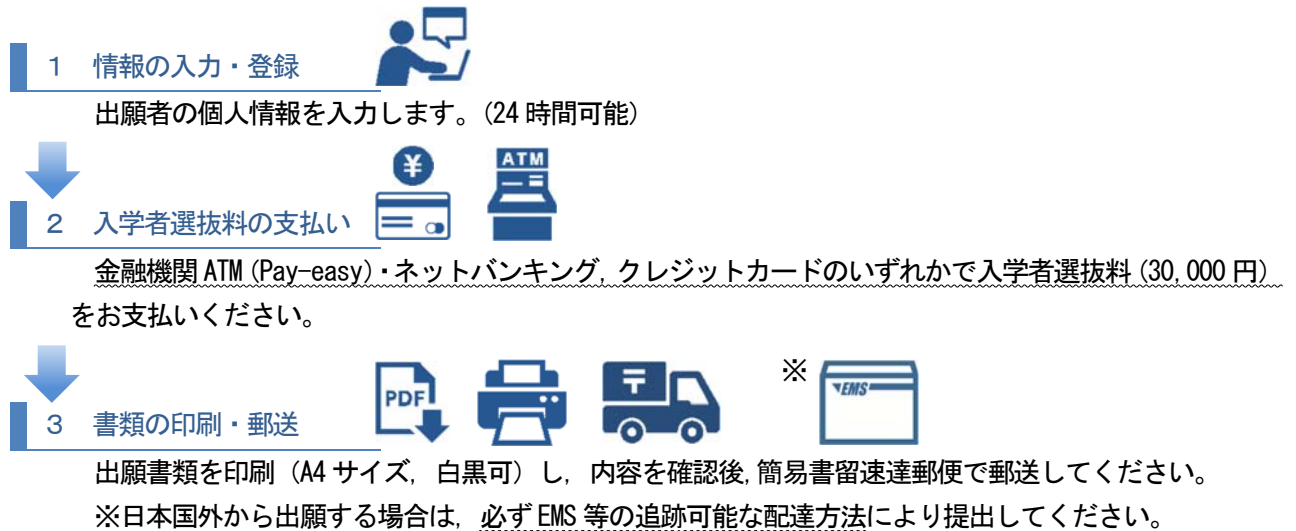 1 情報の入力・登録
出願者の個人情報を入力します。(24 時間可能)
¥
ATM
2 入学者選抜料の支払い
金融機関 ATM(Pay-easy)・ネットバンキング, クレジットカードのいずれかで入学者選抜料(30,000 円)
をお支払いください。
PDF
〒
※
EMS
3 書類の印刷・郵送
出願書類を印刷(A4 サイズ, 白黒可)し, 内容を確認後, 簡易書留速達郵便で郵送してください。
※日本国外から出願する場合は, 必ず EMS 等の追跡可能な配達方法により提出してください。